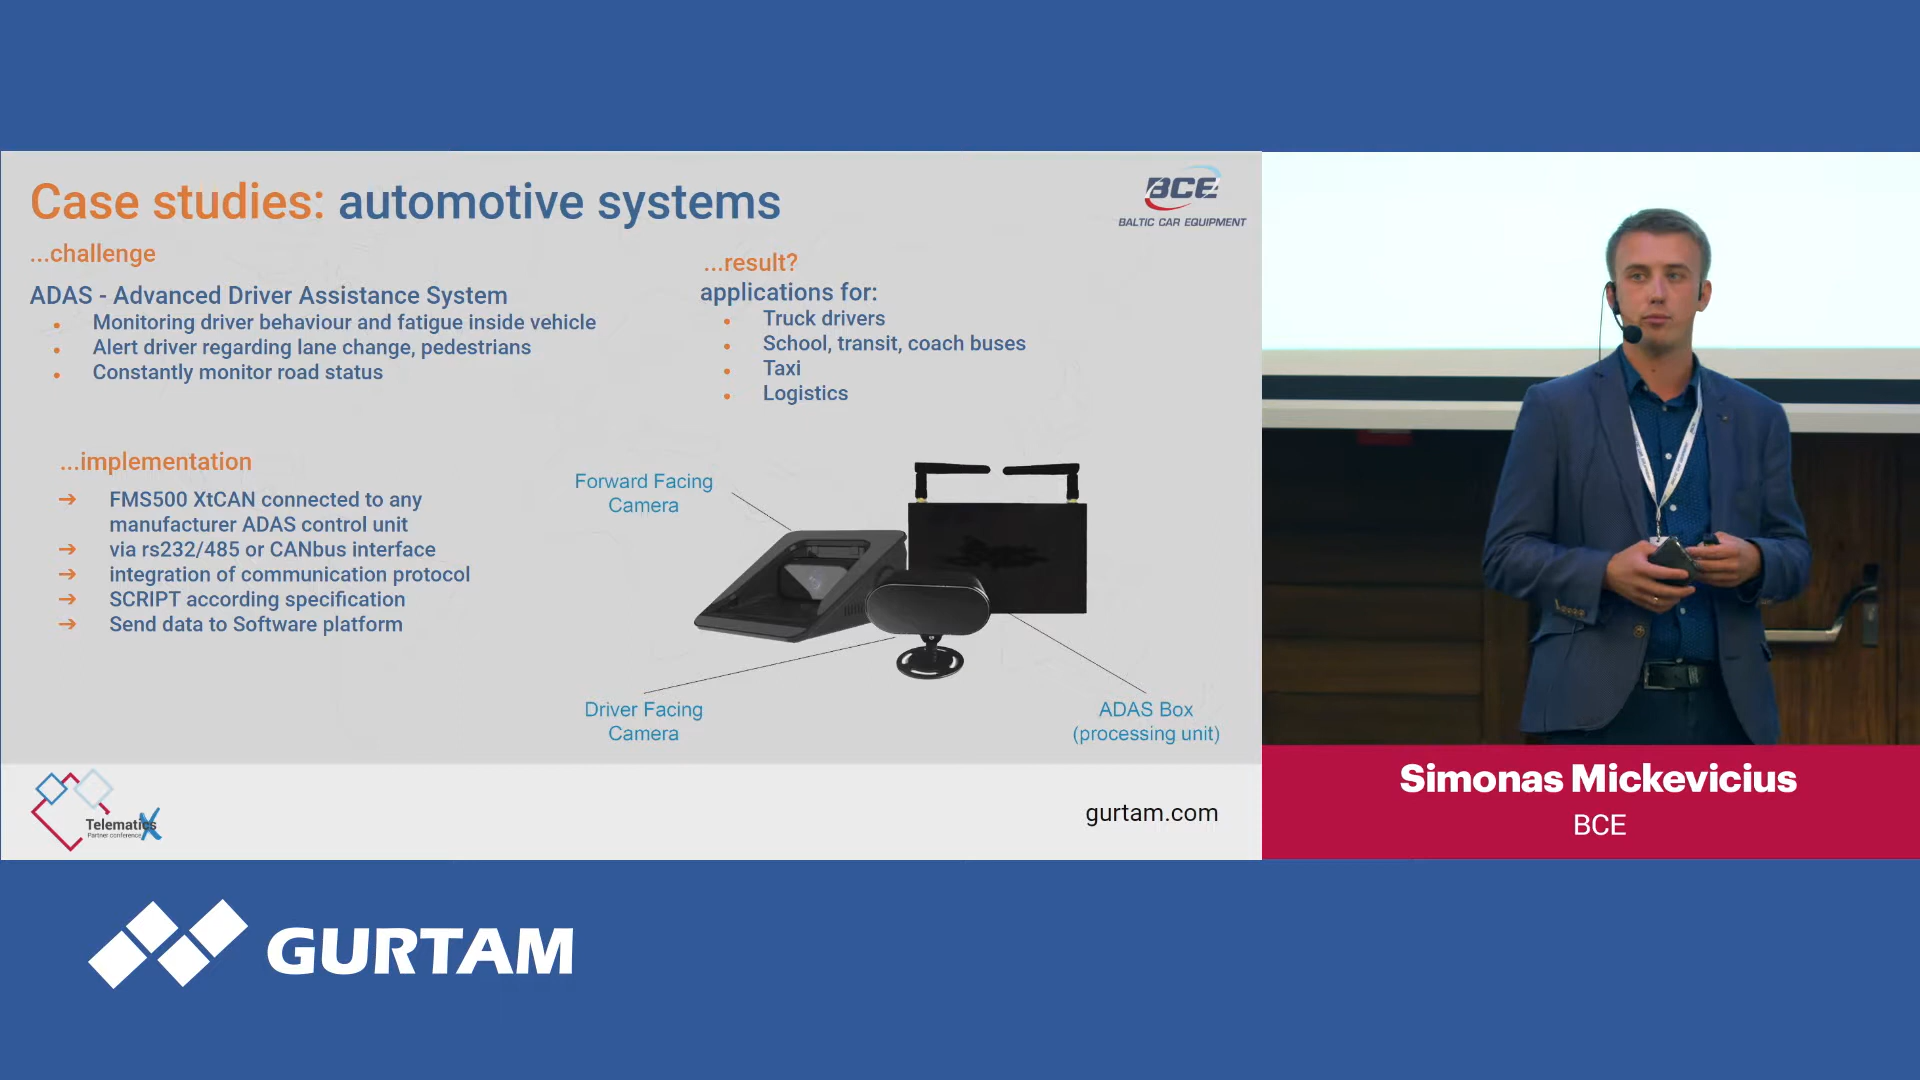 Case studies: automotive systems
BCE
BALTIC CAR EQUIPMENT
...challenge
ADAS - Advanced Driver Assistance System
• Monitoring driver behaviour and fatigue inside vehicle
• Alert driver regarding lane change, pedestrians
• Constantly monitor road status
...result?
applications for:
• Truck drivers
• School, transit, coach buses
• Taxi
• Logistics
...implementation
→ FMS500 XtCAN connected to any
manufacturer ADAS control unit
→ via rs232/485 or CANbus interface
→ integration of communication protocol
→ SCRIPT according specification
→ Send data to Software platform
Forward Facing
Camera
Driver Facing
Camera
ADAS Box
(processing unit)
Telematics X
Partner conference
gurtam.com
Simonas Mickevicius
BCE
GURTAM